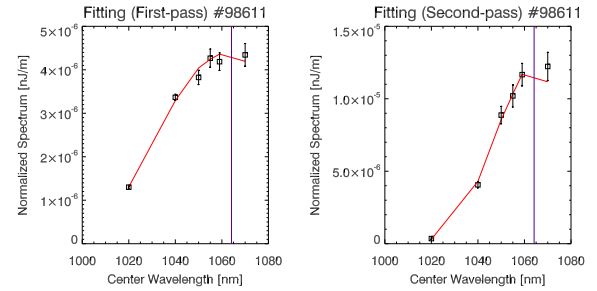 Fitting (First-pass) #98611
5×10⁻⁶
4×10⁻⁶
3×10⁻⁶
2×10⁻⁶
1×10⁻⁶
0
Normalized Spectrum [nJ/m]
1000 1020 1040 1060 1080
Center Wavelength [nm]
Fitting (Second-pass) #98611
1.5×10⁻⁵
1.0×10⁻⁵
5.0×10⁻⁶
0
Normalized Spectrum [nJ/m]
1000 1020 1040 1060 1080
Center Wavelength [nm]